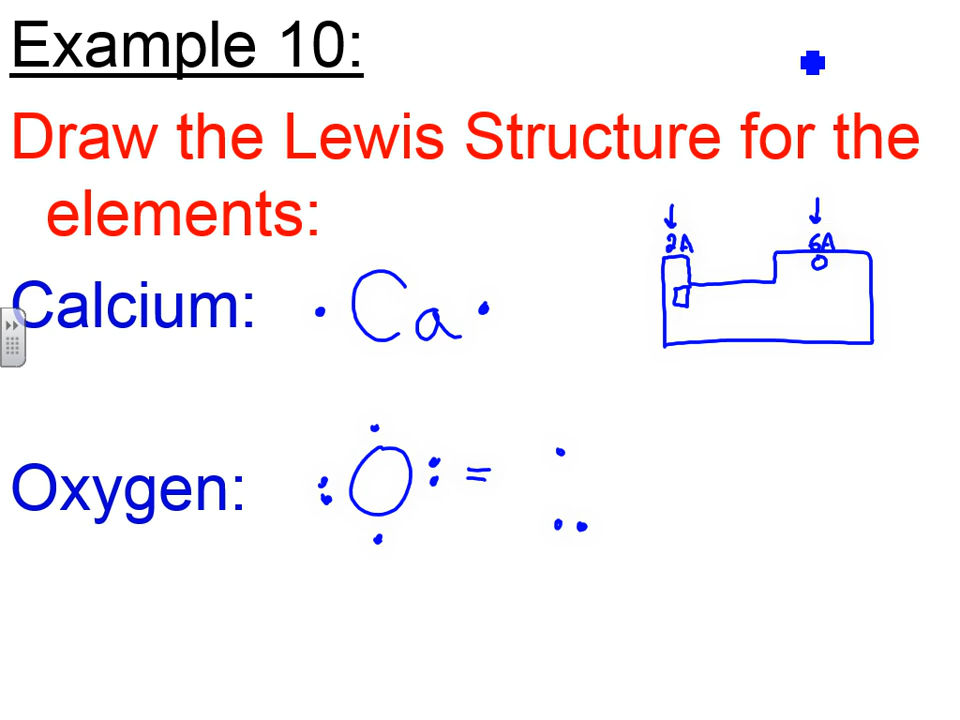 Example 10:
Draw the Lewis Structure for the
elements:
2A 6A
Calcium: · Ca ·
Oxygen: : O : =